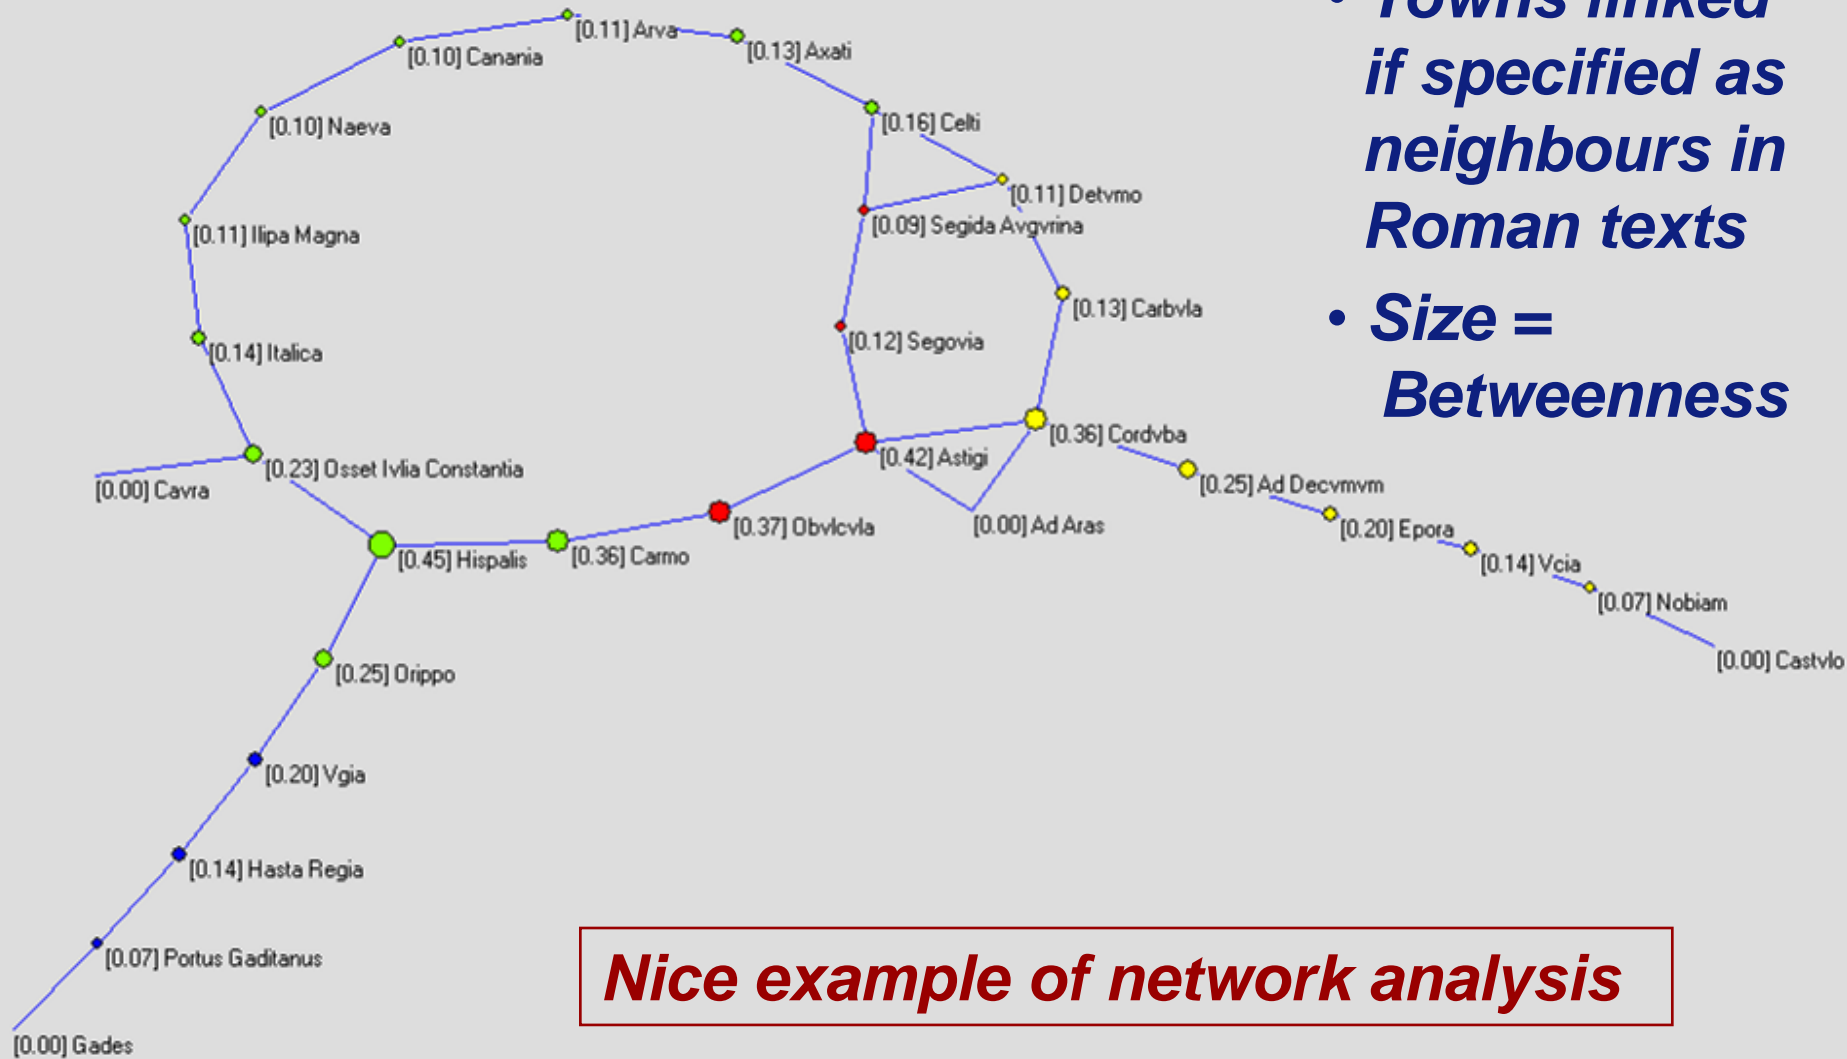 • Towns linked
if specified as
neighbours in
Roman texts
• Size =
Betweenness
[0.11] Arva
[0.13] Axati
[0.10] Canania
[0.16] Celti
[0.10] Naeva
[0.11] Detvmo
[0.09] Segida Avgvrina
[0.11] Ilipa Magna
[0.13] Carbvla
[0.12] Segovia
[0.14] Italica
[0.36] Cordvba
[0.42] Astigi
[0.23] Osset Ivlia Constantia
[0.00] Cavra
[0.25] Ad Decvmvm
[0.37] Obvlcvla
[0.00] Ad Aras
[0.20] Epora
[0.45] Hispalis
[0.36] Carmo
[0.14] Vcia
[0.07] Nobiam
[0.00] Castvlo
[0.25] Orippo
[0.20] Vgia
[0.14] Hasta Regia
[0.07] Portus Gaditanus
[0.00] Gades
Nice example of network analysis